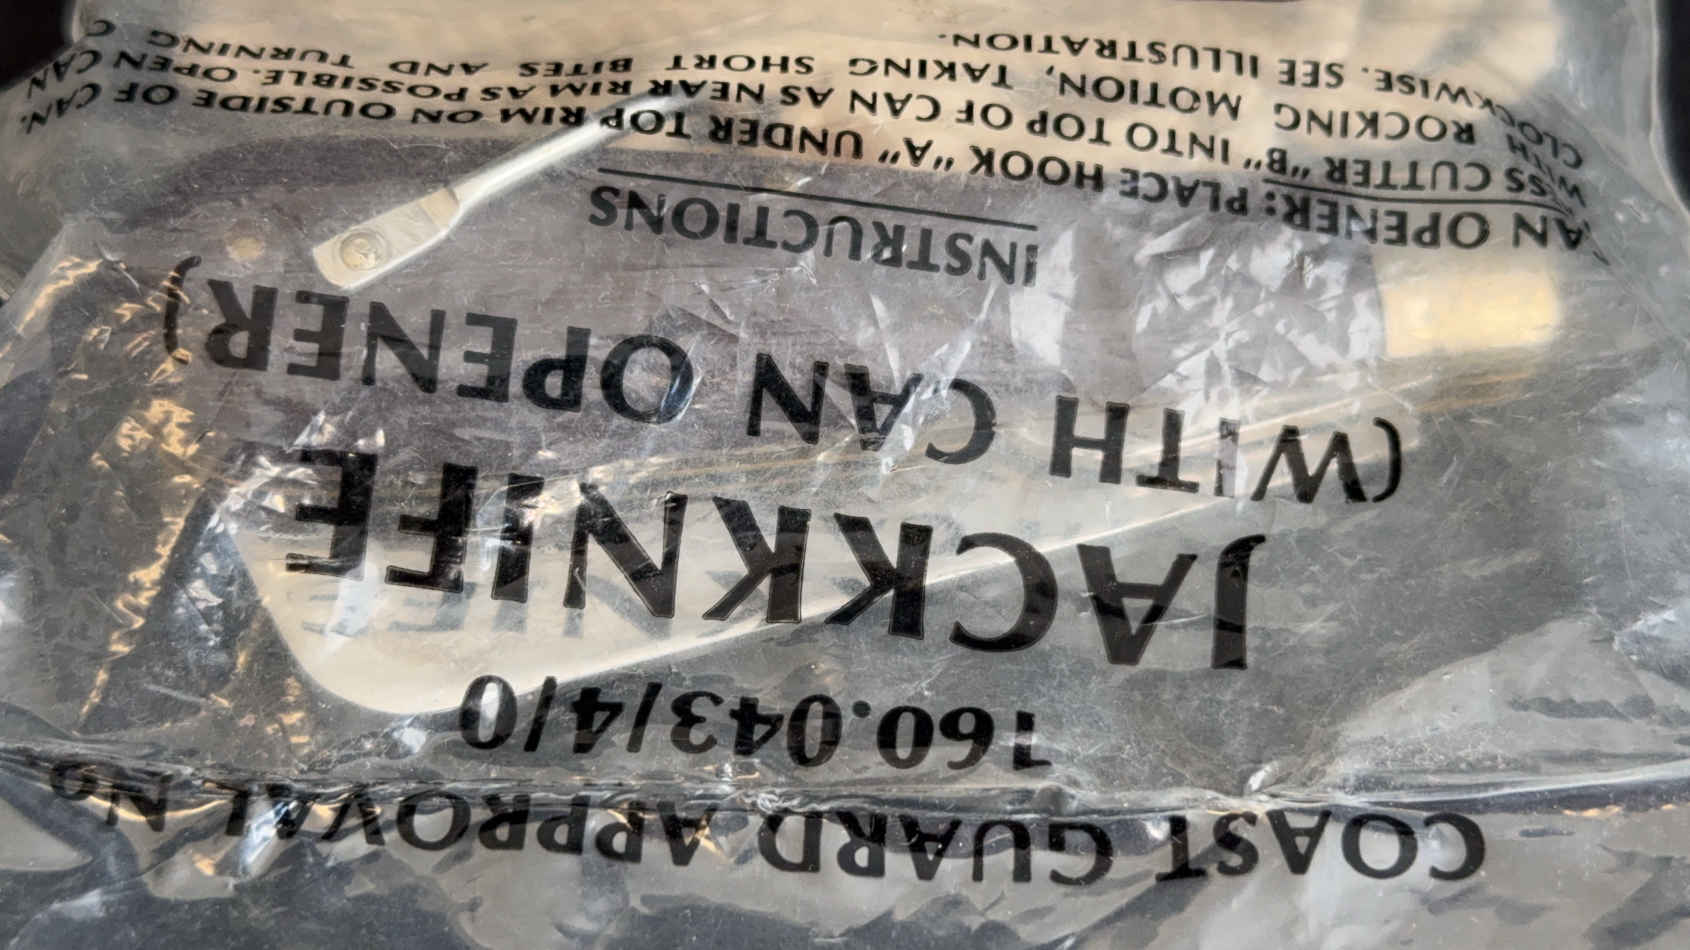 COAST GUARD APPROVAL No
160.043/4/0
JACKNIFE
(WITH CAN OPENER)
INSTRUCTIONS
AN OPENER: PLACE HOOK "A" UNDER TOP RIM ON OUTSIDE OF CAN.
CUTTER "B" INTO TOP OF CAN AS NEAR RIM AS POSSIBLE. OPEN CAN
WITH ROCKING MOTION, TAKING SHORT BITES AND TURNING
CLOCKWISE. SEE ILLUSTRATION.